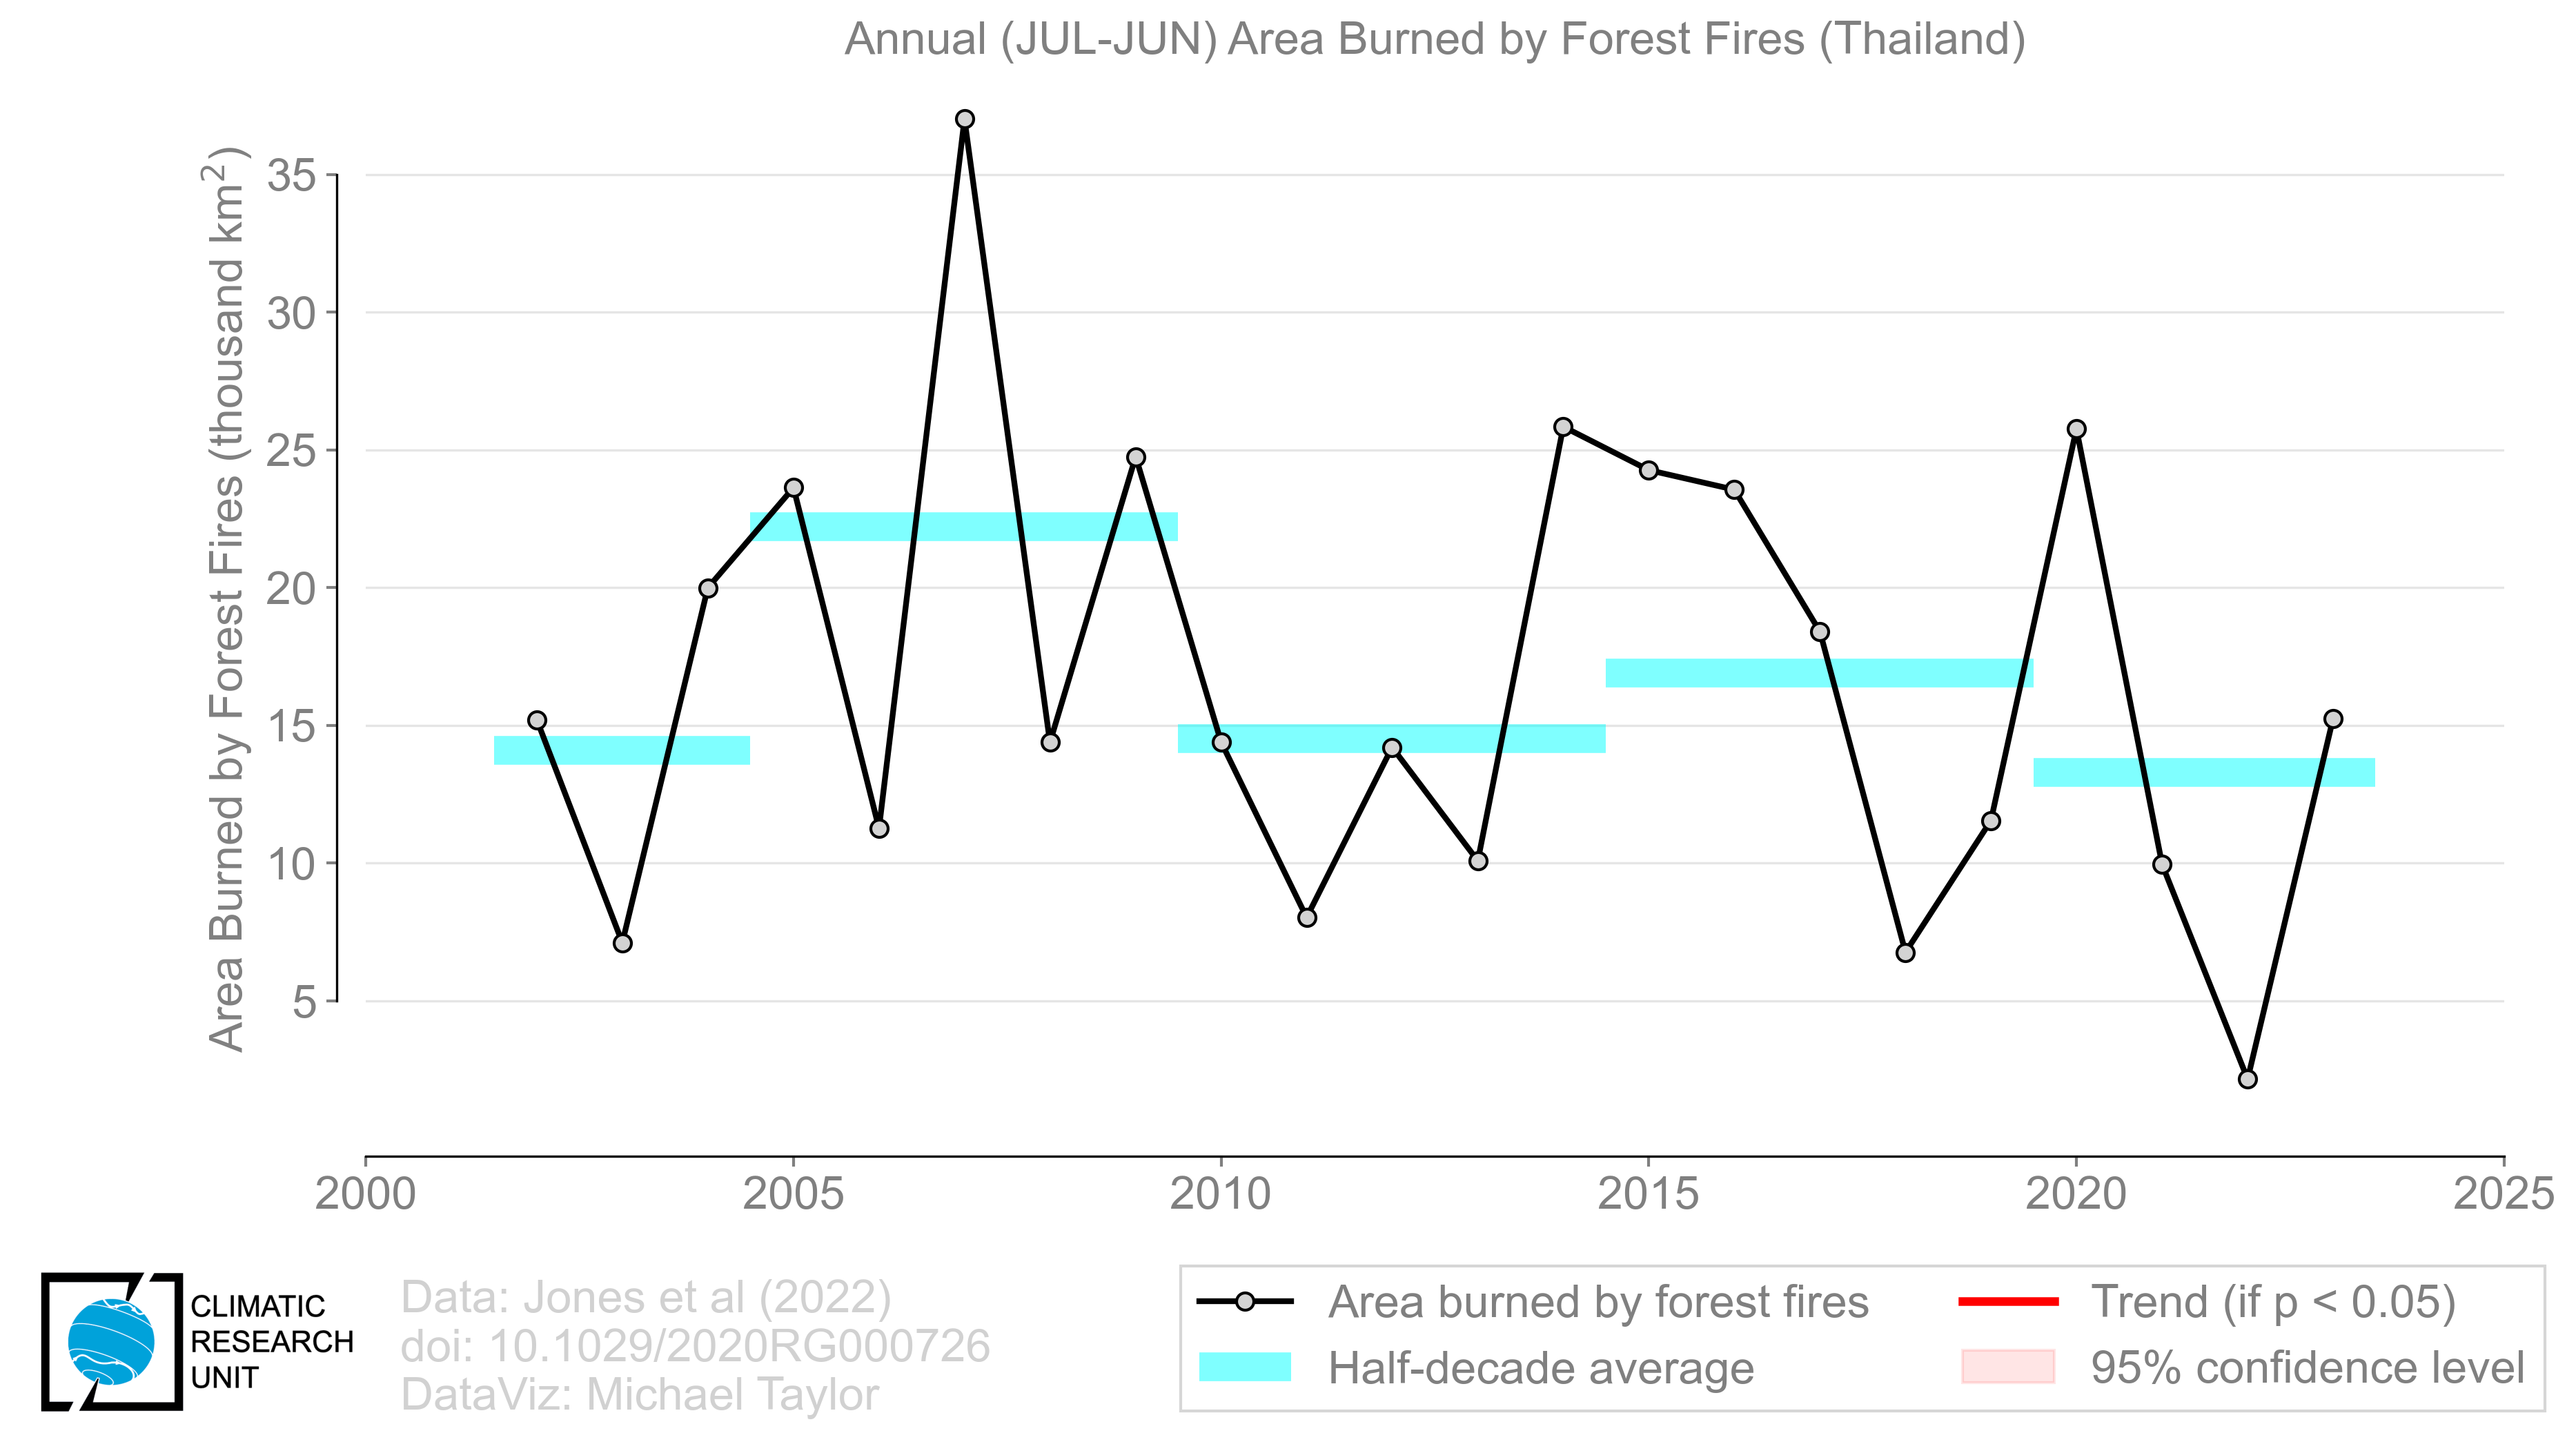 Annual (JUL-JUN) Area Burned by Forest Fires (Thailand)
Area Burned by Forest Fires (thousand km²)
35
30
25
20
15
10
5
2000
2005
2010
2015
2020
2025
CLIMATIC
RESEARCH
UNIT
Data: Jones et al (2022)
doi: 10.1029/2020RG000726
DataViz: Michael Taylor
Area burned by forest fires
Half-decade average
Trend (if p < 0.05)
95% confidence level